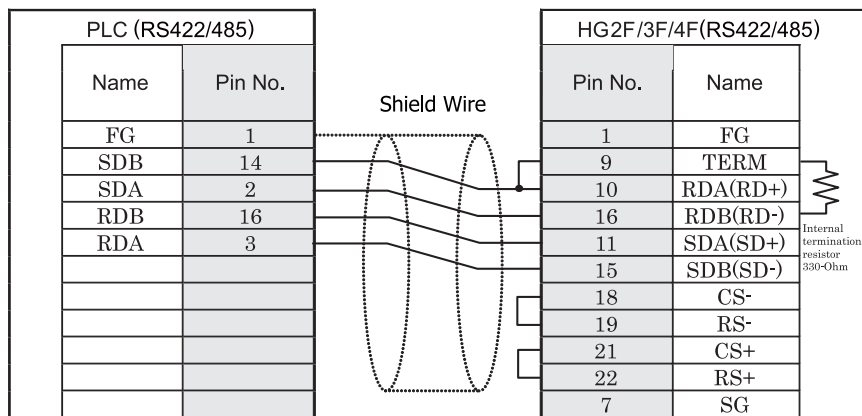 PLC (RS422/485)
HG2F/3F/4F(RS422/485)
Name Pin No.
Shield Wire
Pin No. Name
FG 1
1 FG
SDB 14
9 TERM
SDA 2
10 RDA(RD+)
RDB 16
16 RDB(RD-)
RDA 3
11 SDA(SD+)
15 SDB(SD-)
18 CS-
19 RS-
21 CS+
22 RS+
7 SG
Internal
termination
resistor
330-Ohm